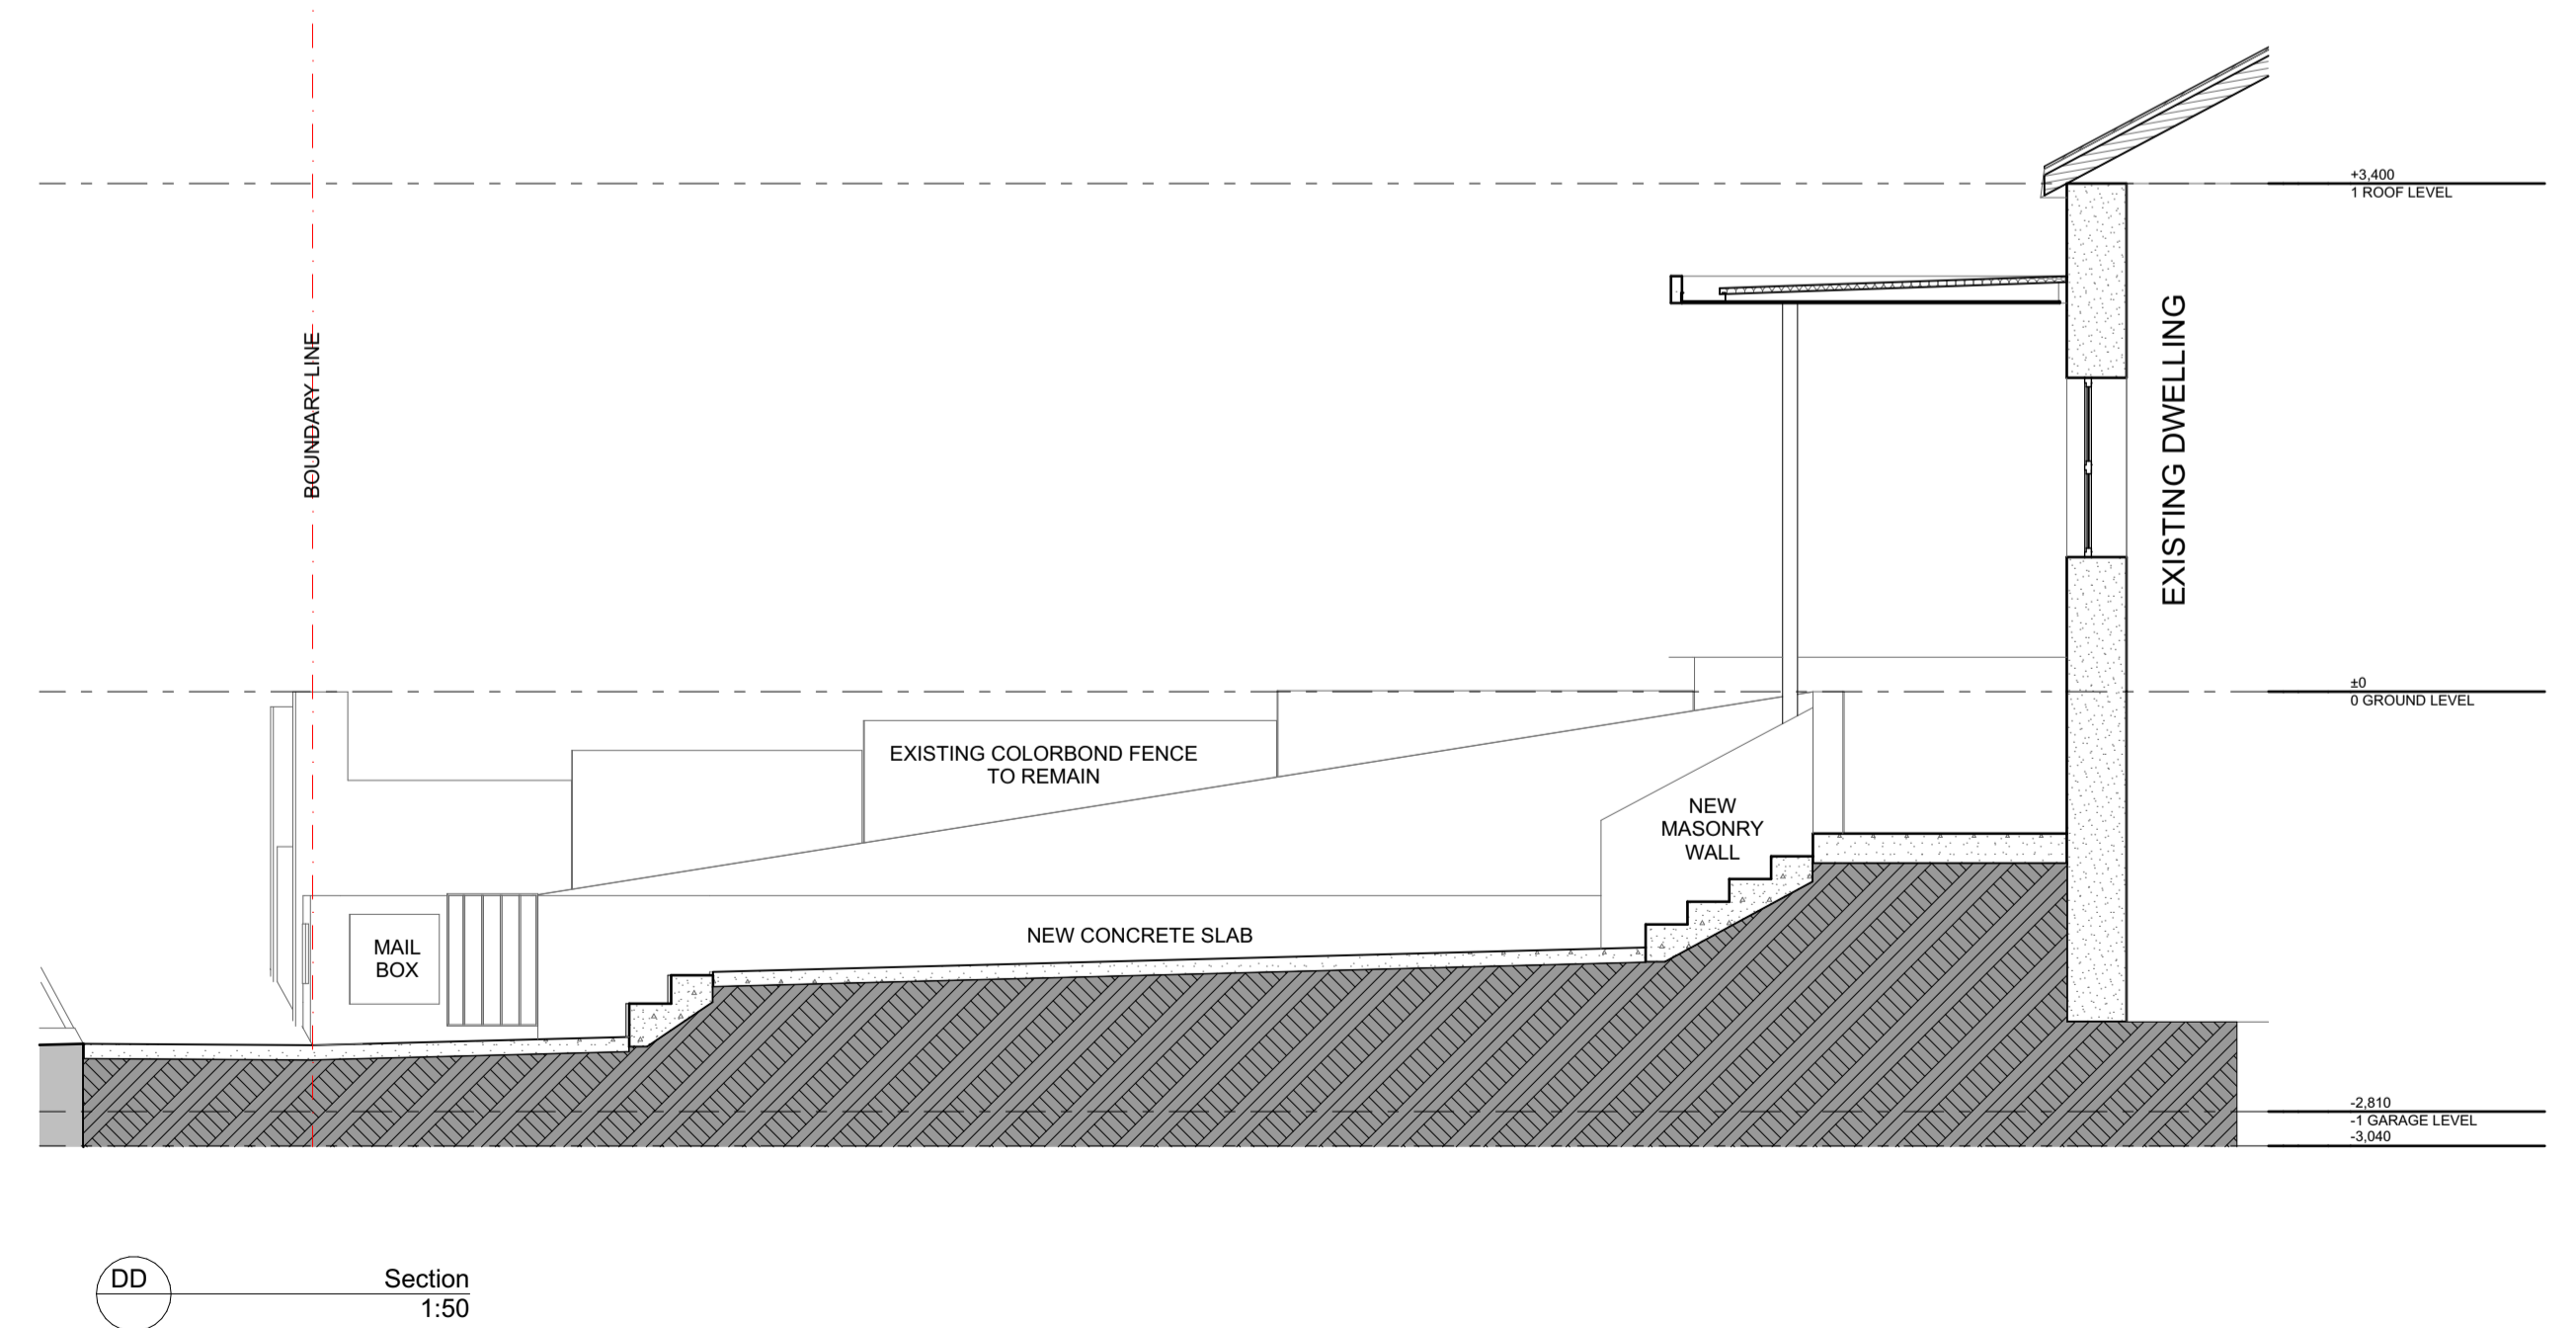 +3,400
1 ROOF LEVEL
BOUNDARY LINE
EXISTING DWELLING
±0
0 GROUND LEVEL
EXISTING COLORBOND FENCE
TO REMAIN
NEW
MASONRY
WALL
MAIL
BOX
NEW CONCRETE SLAB
-2,810
-1 GARAGE LEVEL
-3,040
DD
Section
1:50